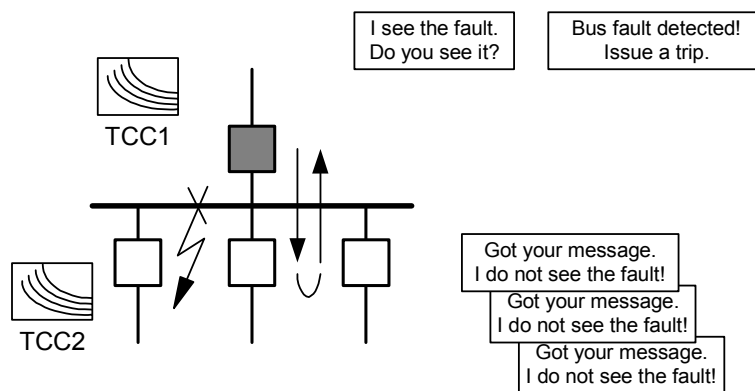 I see the fault.
Do you see it?
Bus fault detected!
Issue a trip.
TCC1
Got your message.
I do not see the fault!
Got your message.
I do not see the fault!
Got your message.
I do not see the fault!
TCC2